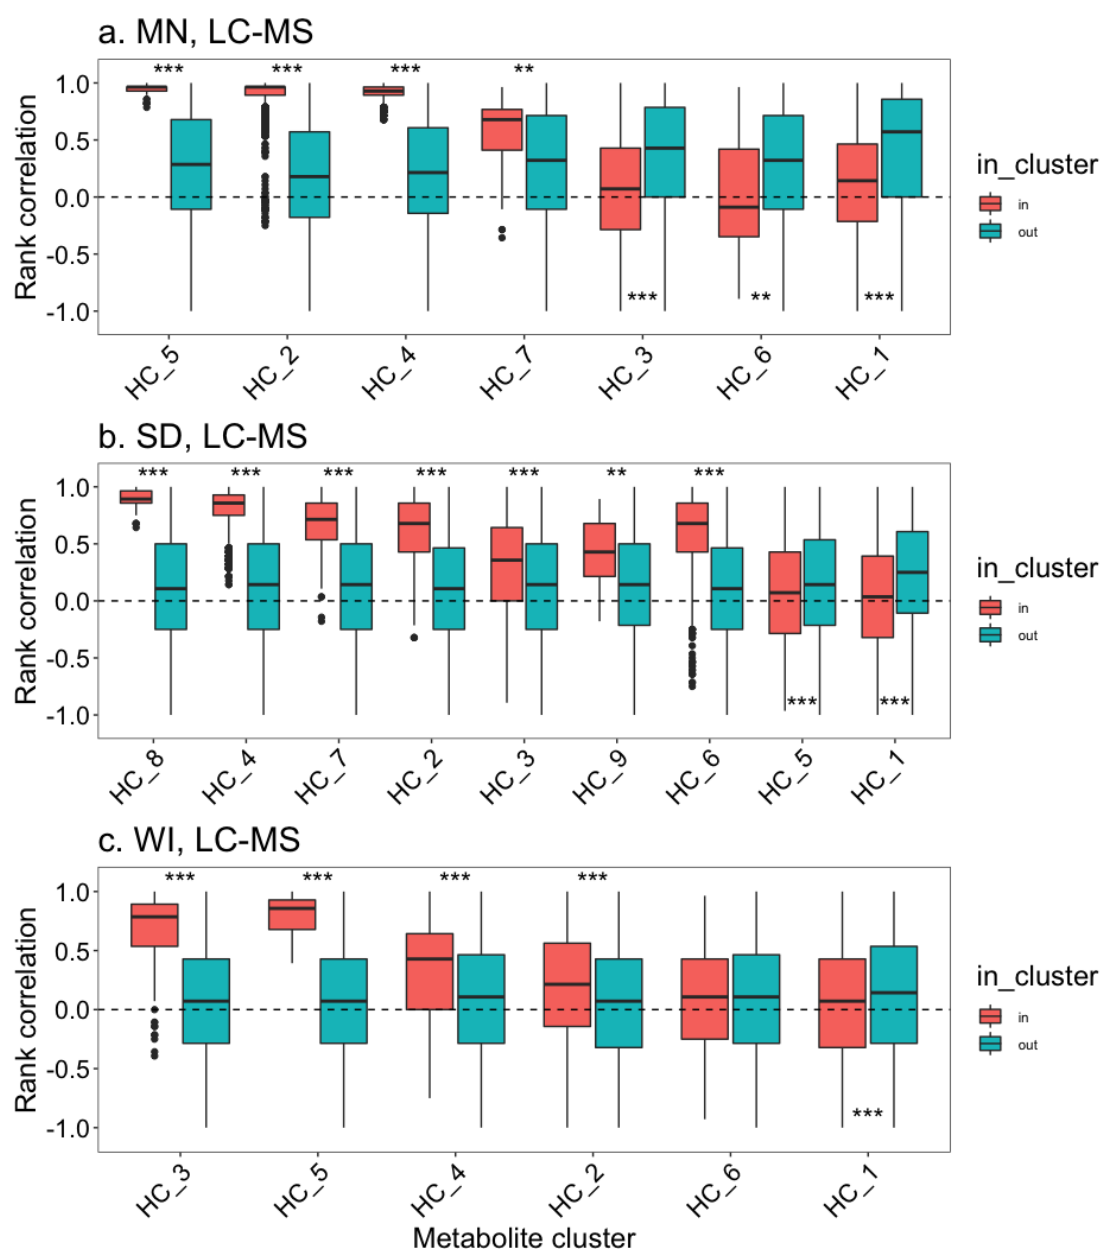 a. MN, LC-MS
*** *** *** **
1.0
0.5
0.0
-0.5
-1.0
Rank correlation
*** ** ***
HC_5 HC_2 HC_4 HC_7 HC_3 HC_6 HC_1
in_cluster
in
out
b. SD, LC-MS
*** *** *** *** *** ** ***
1.0
0.5
0.0
-0.5
-1.0
Rank correlation
*** ***
HC_8 HC_4 HC_7 HC_2 HC_3 HC_9 HC_6 HC_5 HC_1
in_cluster
in
out
c. WI, LC-MS
*** *** *** ***
1.0
0.5
0.0
-0.5
-1.0
Rank correlation
***
HC_3 HC_5 HC_4 HC_2 HC_6 HC_1
Metabolite cluster
in_cluster
in
out